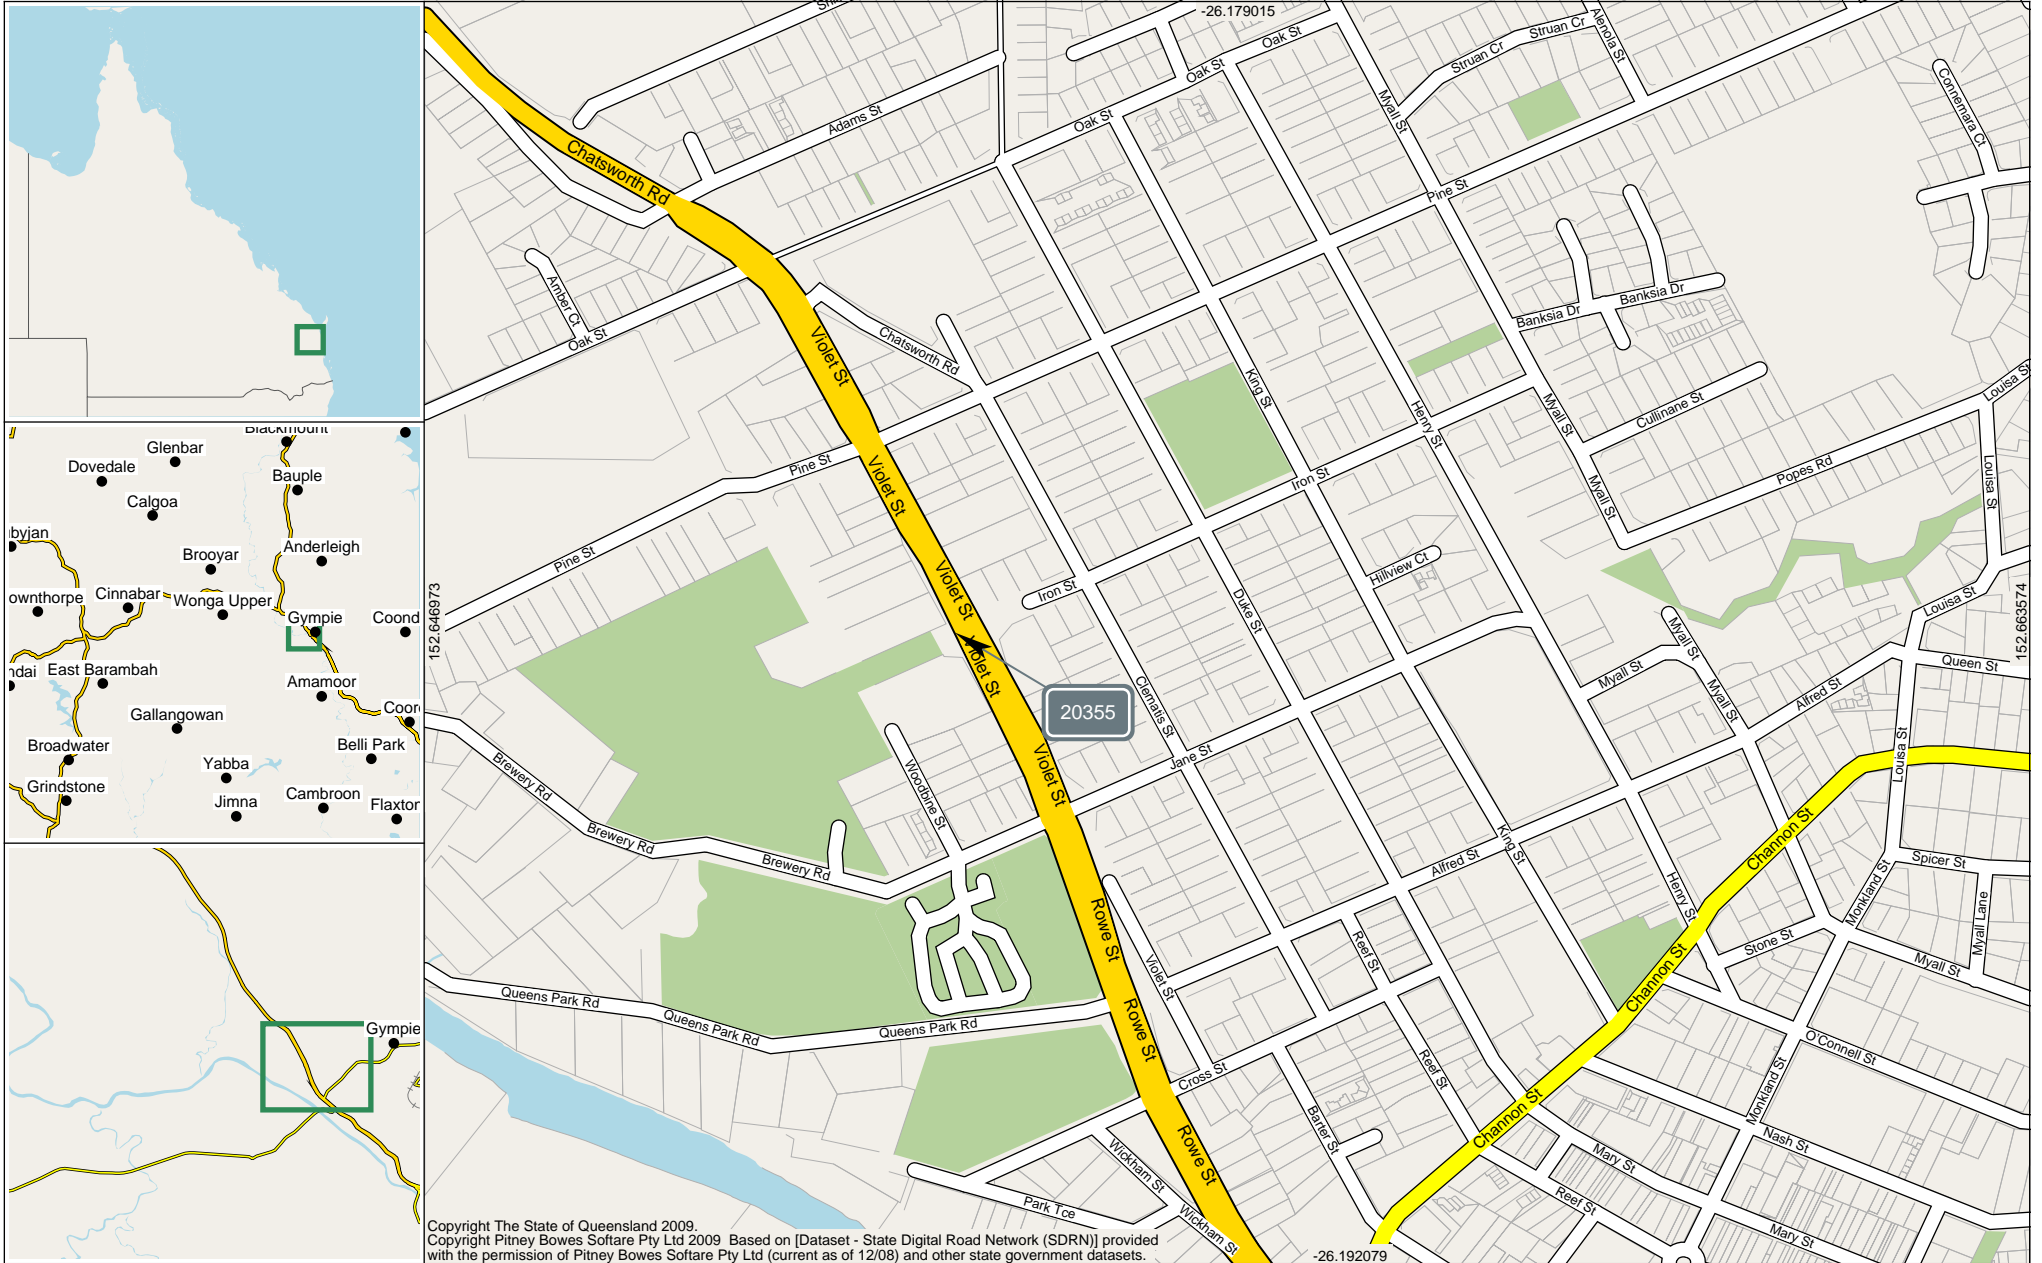 Blackmount
Glenbar
Dovedale
Bauple
Calgoa
byjan
Brooyar
Anderleigh
ownthorpe
Cinnabar
Wonga Upper
Gympie
Coond
ndai
East Barambah
Amamoor
Gallangowan
Coor
Broadwater
Belli Park
Yabba
Grindstone
Jimna
Cambroon
Flaxton
Gympie
-26.179015
152.646973
152.663574
-26.192079
20355
Chatsworth Rd
Adams St
Oak St
Oak St
Oak St
Struan Cr
Struan Cr
Alenola St
Connemara Ct
Myall St
Pine St
Amber Ct
Oak St
Violet St
Chatsworth Rd
Banksia Dr
Banksia Dr
King St
Henry St
Myall St
Cullinane St
Louisa St
Pine St
Violet St
Iron St
Myall St
Popes Rd
Louisa St
Pine St
Violet St
Iron St
Duke St
Hillview Ct
Louisa St
Violet St
Clematis St
Myall St
Myall St
Myall St
Alfred St
Queen St
Brewery Rd
Woodbine St
Violet St
Jane St
Louisa St
Brewery Rd
Brewery Rd
King St
Alfred St
Channon St
Spicer St
Henry St
Monkland St
Myall Lane
Rowe St
Violet St
Reef St
Stone St
Myall St
Channon St
Queens Park Rd
Queens Park Rd
Queens Park Rd
Rowe St
O'Connell St
Cross St
Reef St
Monkland St
Channon St
Barter St
Nash St
Rowe St
Wickham St
Mary St
Park Tce
Wickham St
Reef St
Mary St
Copyright The State of Queensland 2009.
Copyright Pitney Bowes Softare Pty Ltd 2009 Based on [Dataset - State Digital Road Network (SDRN)] provided
with the permission of Pitney Bowes Softare Pty Ltd (current as of 12/08) and other state government datasets.